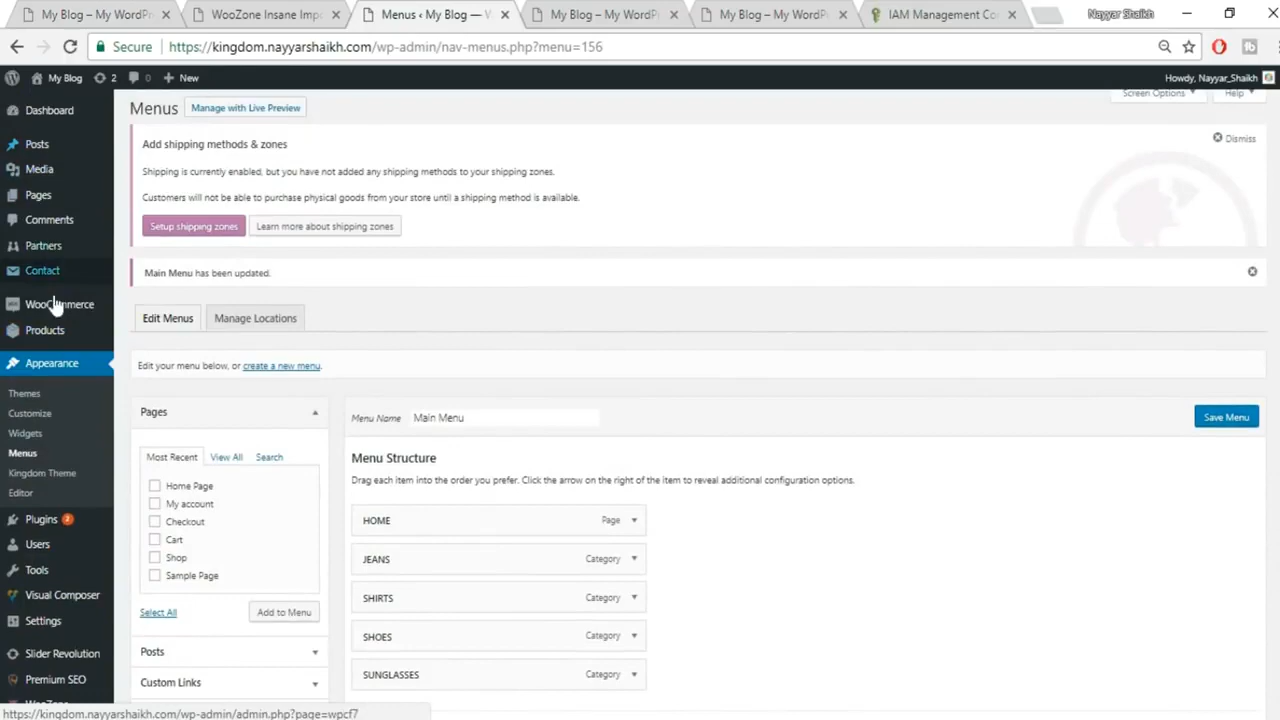 My Blog – My WordPr
WooZone Insane Imp
Menus ‹ My Blog — W
My Blog – My WordPr
My Blog – My WordPr
IAM Management Co
Nayyar Shaikh
Secure
https://kingdom.nayyarshaikh.com/wp-admin/nav-menus.php?menu=156
My Blog
2
0
New
Howdy, Nayyar_Shaikh
Dashboard
Posts
Media
Pages
Comments
Partners
Contact
WooCommerce
Products
Appearance
Themes
Customize
Widgets
Menus
Kingdom Theme
Editor
Plugins 2
Users
Tools
Visual Composer
Settings
Slider Revolution
Premium SEO
Menus
Manage with Live Preview
Screen Options
Help
Add shipping methods & zones
Dismiss
Shipping is currently enabled, but you have not added any shipping methods to your shipping zones.
Customers will not be able to purchase physical goods from your store until a shipping method is available.
Setup shipping zones
Learn more about shipping zones
Main Menu has been updated.
Edit Menus
Manage Locations
Edit your menu below, or create a new menu.
Pages
Most Recent
View All
Search
Home Page
My account
Checkout
Cart
Shop
Sample Page
Select All
Add to Menu
Posts
Custom Links
Menu Name
Main Menu
Save Menu
Menu Structure
Drag each item into the order you prefer. Click the arrow on the right of the item to reveal additional configuration options.
HOME
Page
JEANS
Category
SHIRTS
Category
SHOES
Category
SUNGLASSES
Category
https://kingdom.nayyarshaikh.com/wp-admin/admin.php?page=wpcf7